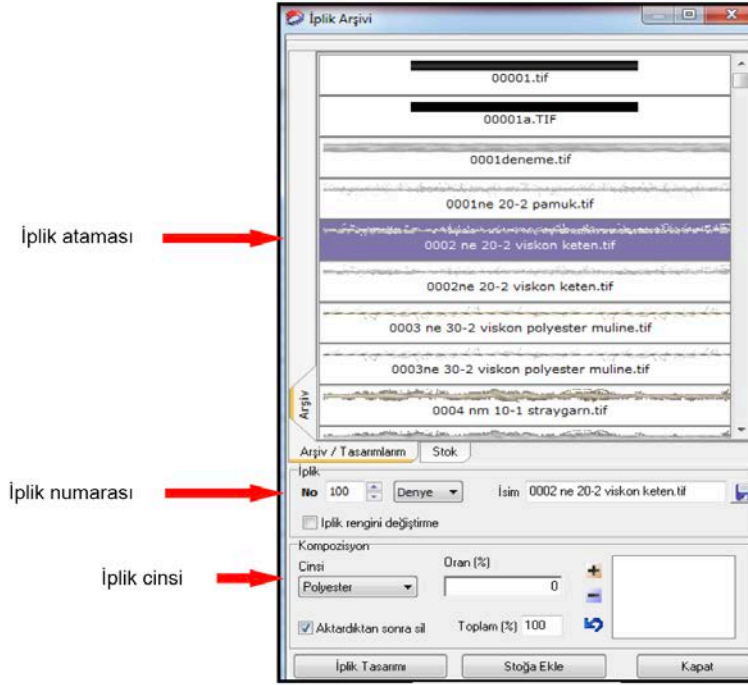 İplik Arşivi
00001.tif
00001a.TIF
0001deneme.tif
0001ne 20-2 pamuk.tif
İplik ataması
0002 ne 20-2 viskon keten.tif
0002ne 20-2 viskon keten.tif
0003 ne 30-2 viskon polyester muline.tif
0003ne 30-2 viskon polyester muline.tif
Arşiv
0004 nm 10-1 straygarn.tif
Arşiv / Tasarımlarım Stok
İplik
İplik numarası
No 100 Denye İsim 0002 ne 20-2 viskon keten.tif
İplik rengini değiştirme
Kompozisyon
Cinsi Oran (%)
İplik cinsi
Polyester 0
Aktardiktan sonra sil Toplam (%) 100
İplik Tasarımı Stoğa Ekle Kapat